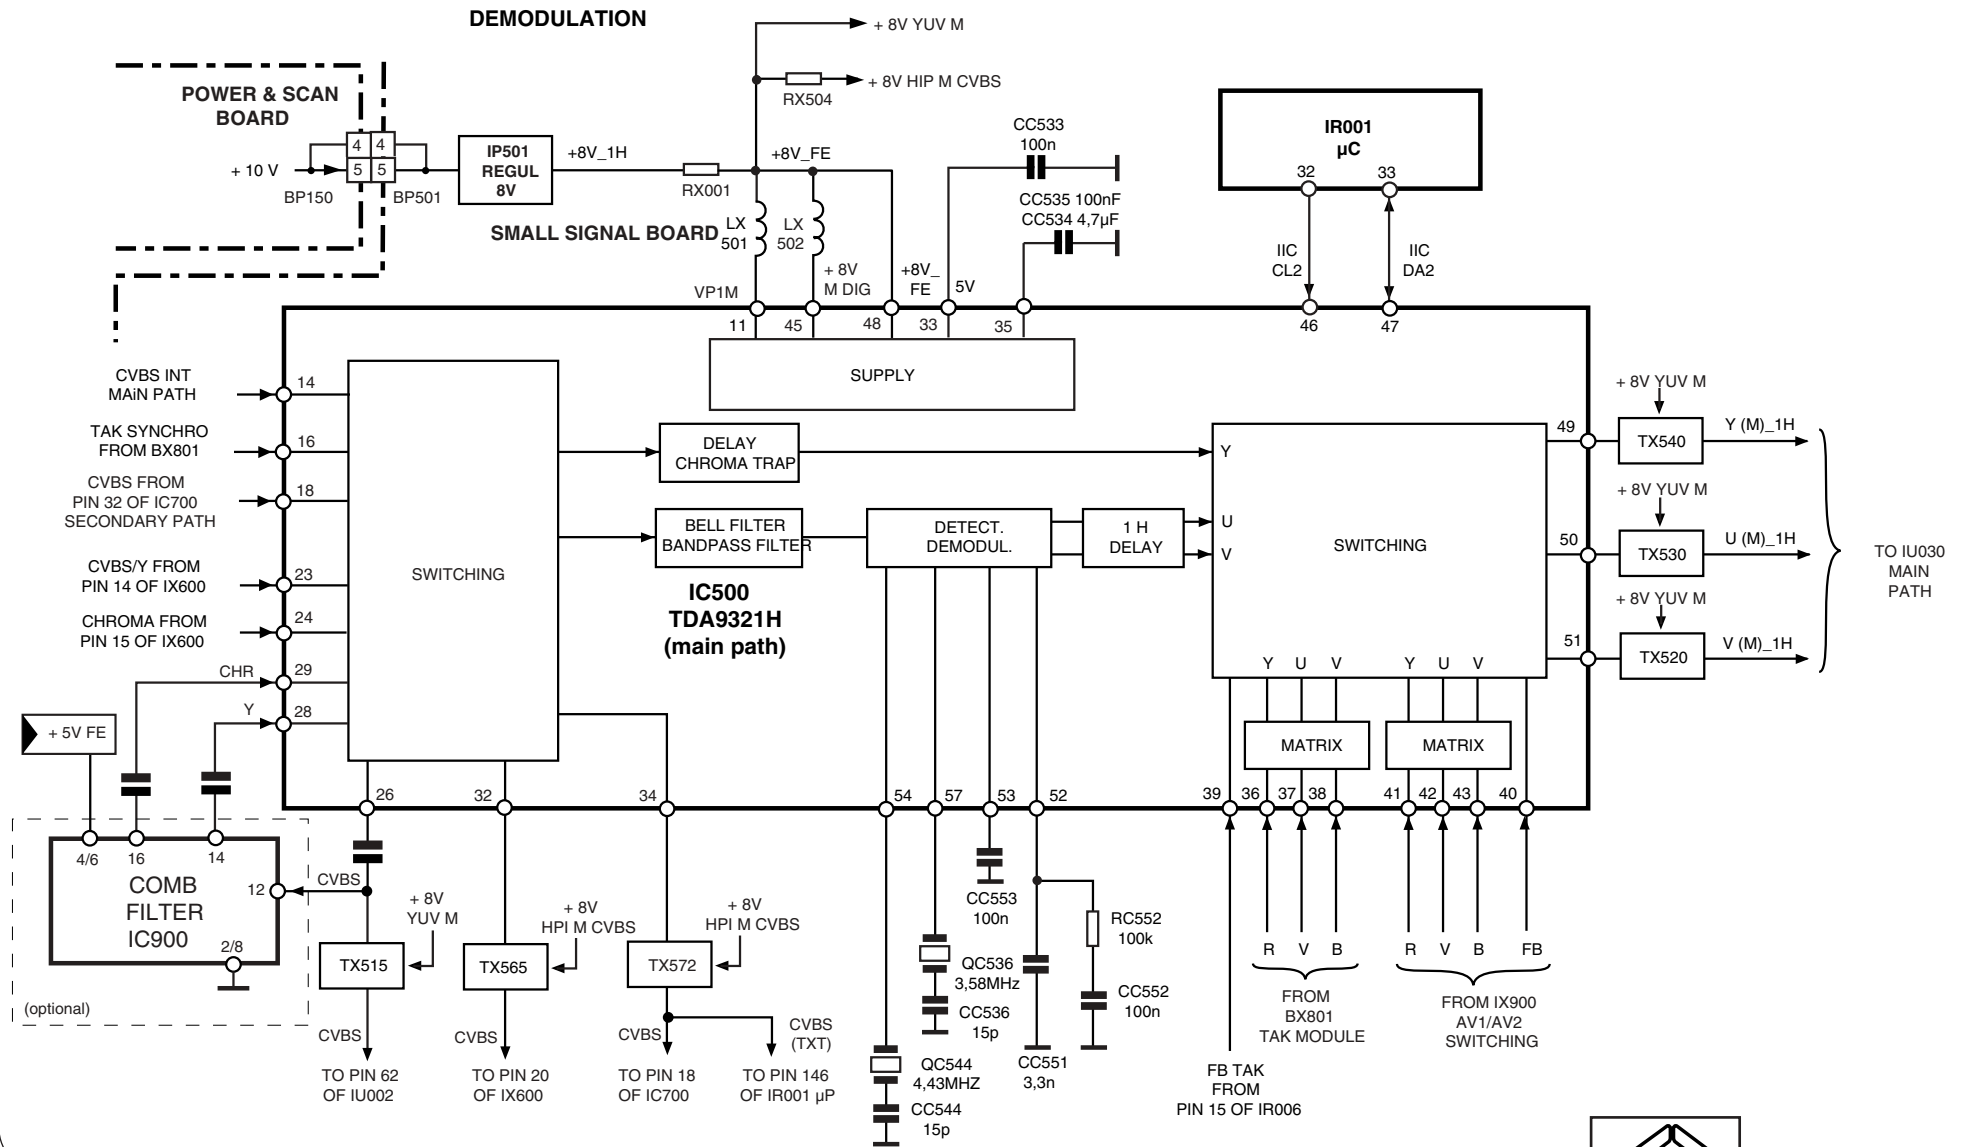 DEMODULATION
+ 8V YUV M
+ 8V HIP M CVBS
RX504
POWER & SCAN
BOARD
+ 10 V
4 4
5 5
BP150
BP501
IP501
REGUL
8V
+8V_1H
RX001
+8V_FE
SMALL SIGNAL BOARD
LX
501
LX
502
CC533
100n
CC535 100nF
CC534 4,7µF
IR001
µC
32
33
IIC
CL2
IIC
DA2
VP1M
+ 8V
M DIG
+8V_
FE
5V
11
45
48
33
35
46
47
SUPPLY
CVBS INT
MAiN PATH
14
TAK SYNCHRO
FROM BX801
16
CVBS FROM
PIN 32 OF IC700
SECONDARY PATH
18
CVBS/Y FROM
PIN 14 OF IX600
23
CHROMA FROM
PIN 15 OF IX600
24
CHR
29
Y
28
+ 5V FE
SWITCHING
DELAY
CHROMA TRAP
BELL FILTER
BANDPASS FILTER
DETECT.
DEMODUL.
1 H
DELAY
IC500
TDA9321H
(main path)
Y
U
V
SWITCHING
Y U V
Y U V
MATRIX
MATRIX
49
50
51
+ 8V YUV M
TX540
Y (M)_1H
+ 8V YUV M
TX530
U (M)_1H
+ 8V YUV M
TX520
V (M)_1H
TO IU030
MAIN
PATH
26
32
34
54
57
53
52
39
36
37
38
41
42
43
40
4/6
16
14
12
COMB
FILTER
IC900
2/8
(optional)
CVBS
+ 8V
YUV M
TX515
CVBS
TO PIN 62
OF IU002
+ 8V
HPI M CVBS
TX565
CVBS
TO PIN 20
OF IX600
+ 8V
HPI M CVBS
TX572
CVBS
TO PIN 18
OF IC700
CVBS
(TXT)
TO PIN 146
OF IR001 µP
QC544
4,43MHZ
CC544
15p
QC536
3,58MHz
CC536
15p
CC553
100n
CC551
3,3n
RC552
100k
CC552
100n
FB TAK
FROM
PIN 15 OF IR006
R V B
FROM
BX801
TAK MODULE
R V B FB
FROM IX900
AV1/AV2
SWITCHING